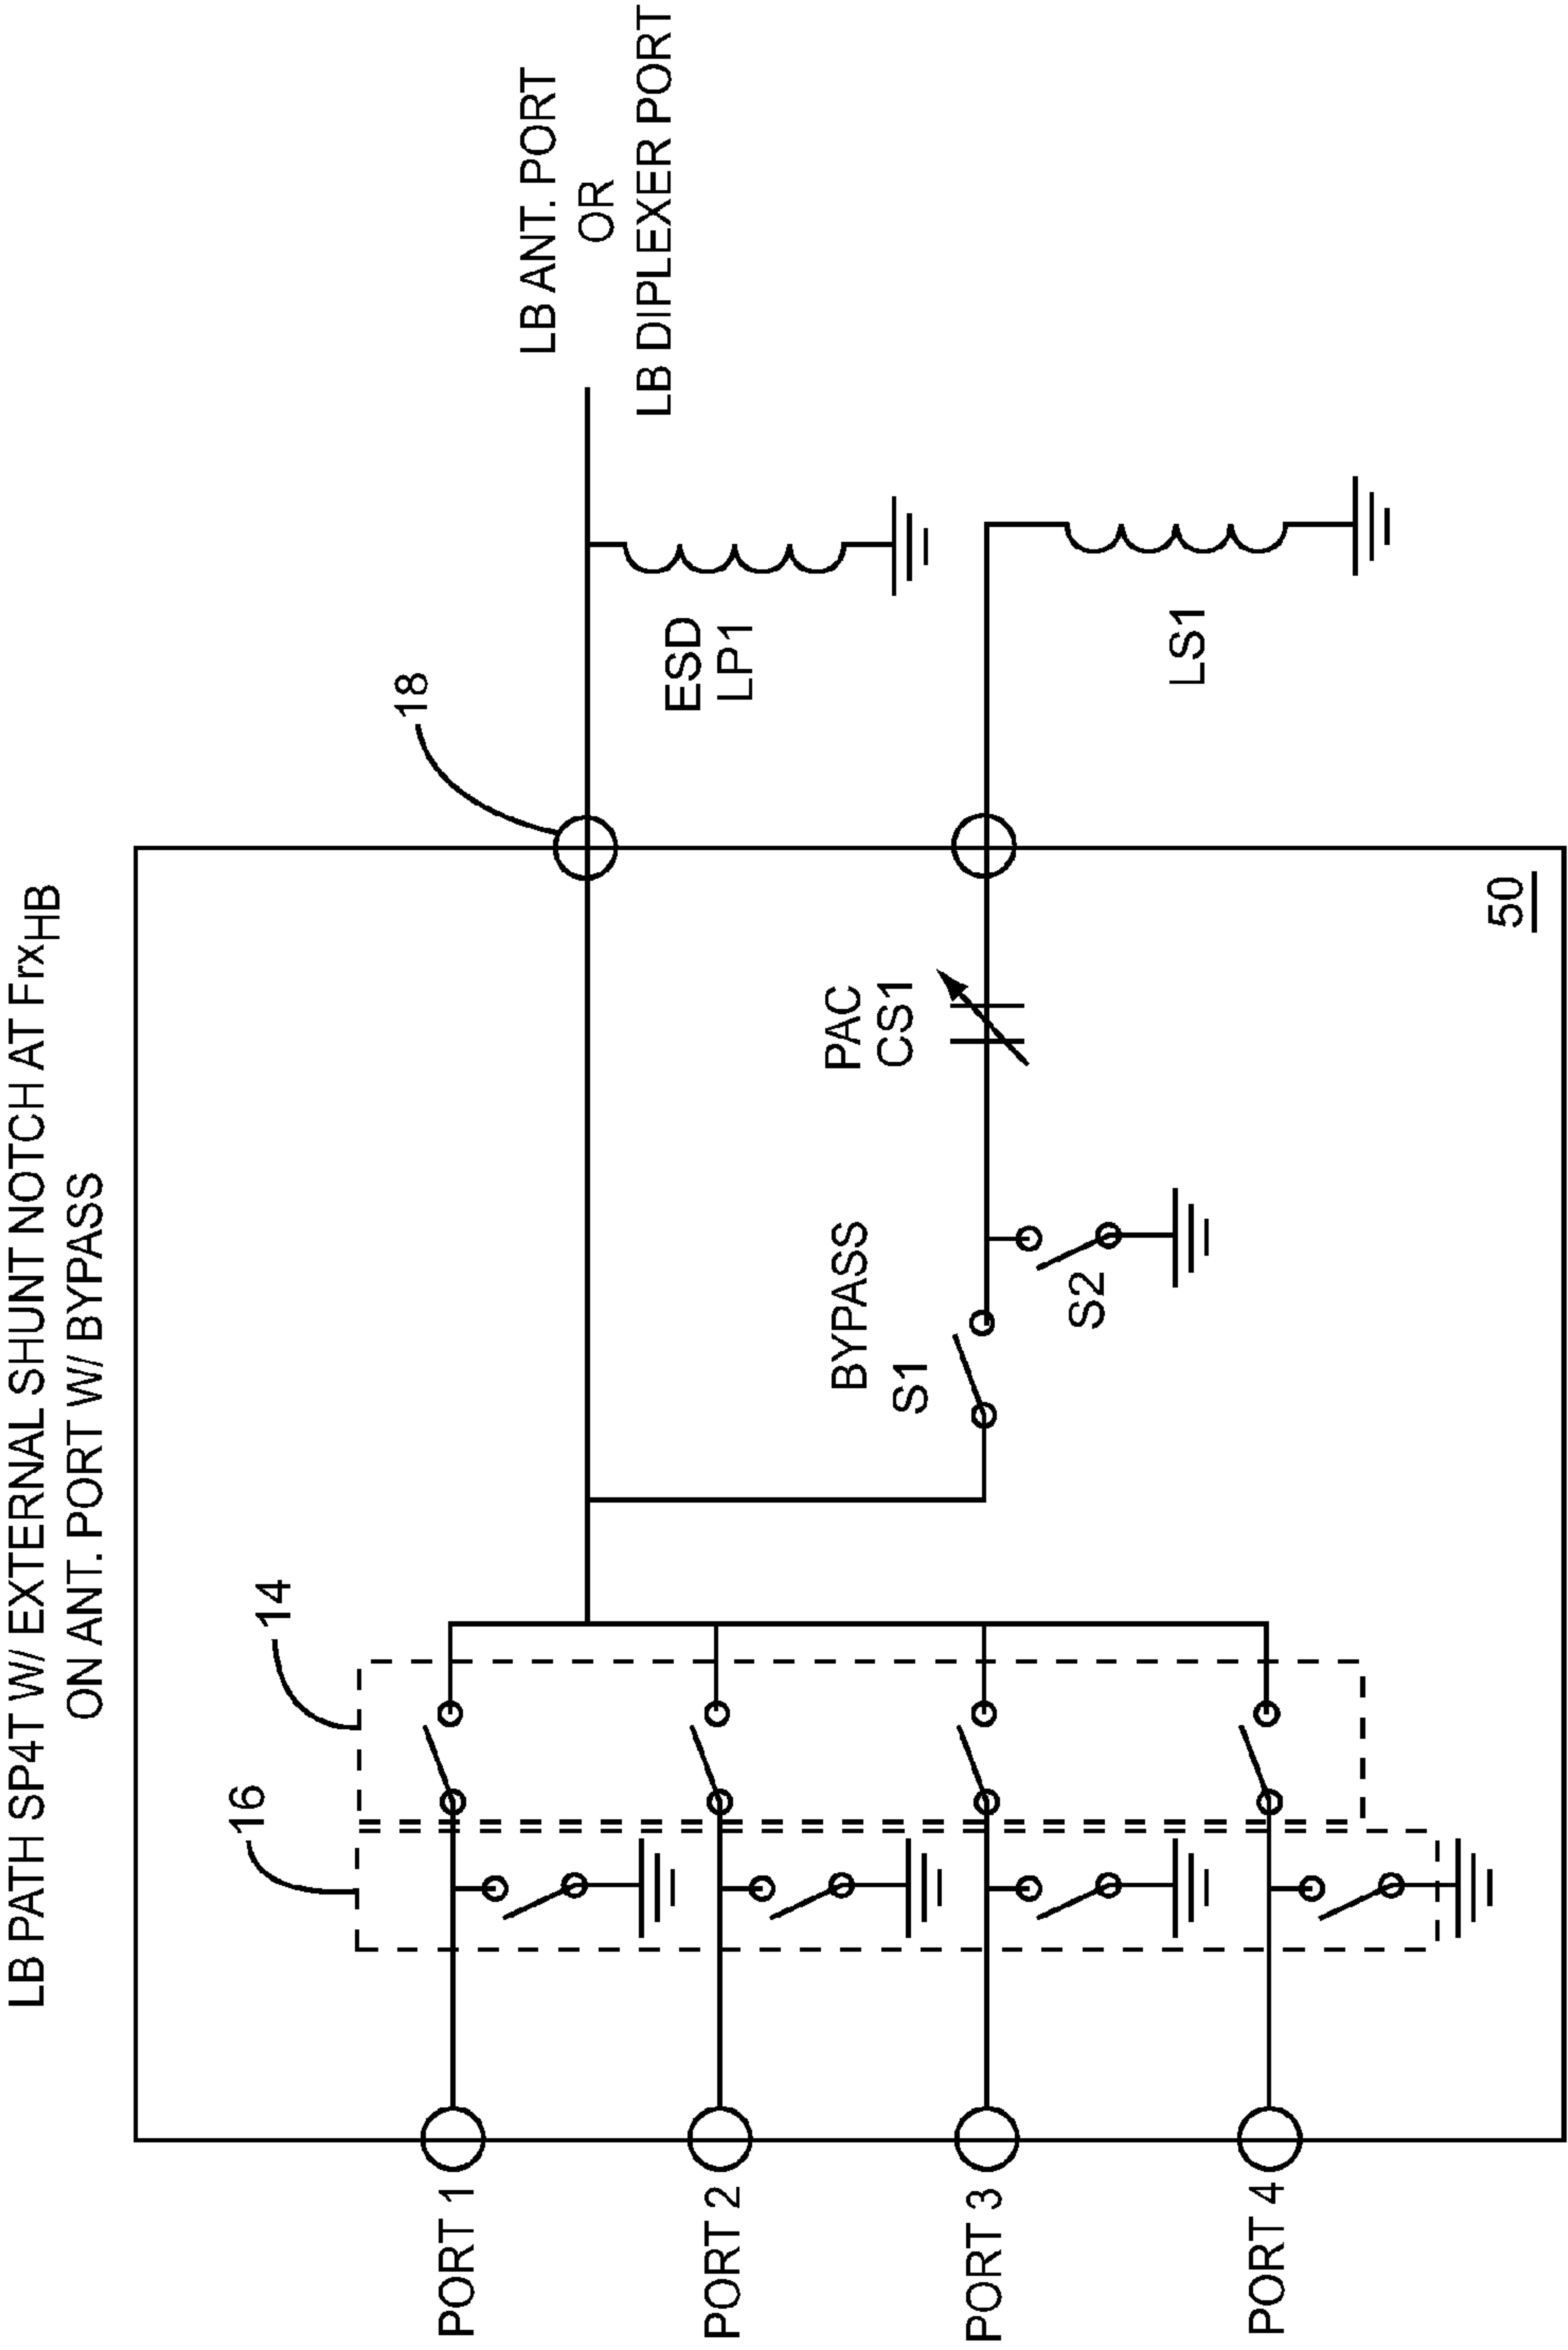 LB PATH SP4T W/ EXTERNAL SHUNT NOTCH AT FrxHB
ON ANT. PORT W/ BYPASS
16
14
18
LB ANT. PORT
OR
LB DIPLEXER PORT
PORT 1
PORT 2
PORT 3
PORT 4
ESD
LP1
BYPASS
S1
S2
PAC
CS1
LS1
50